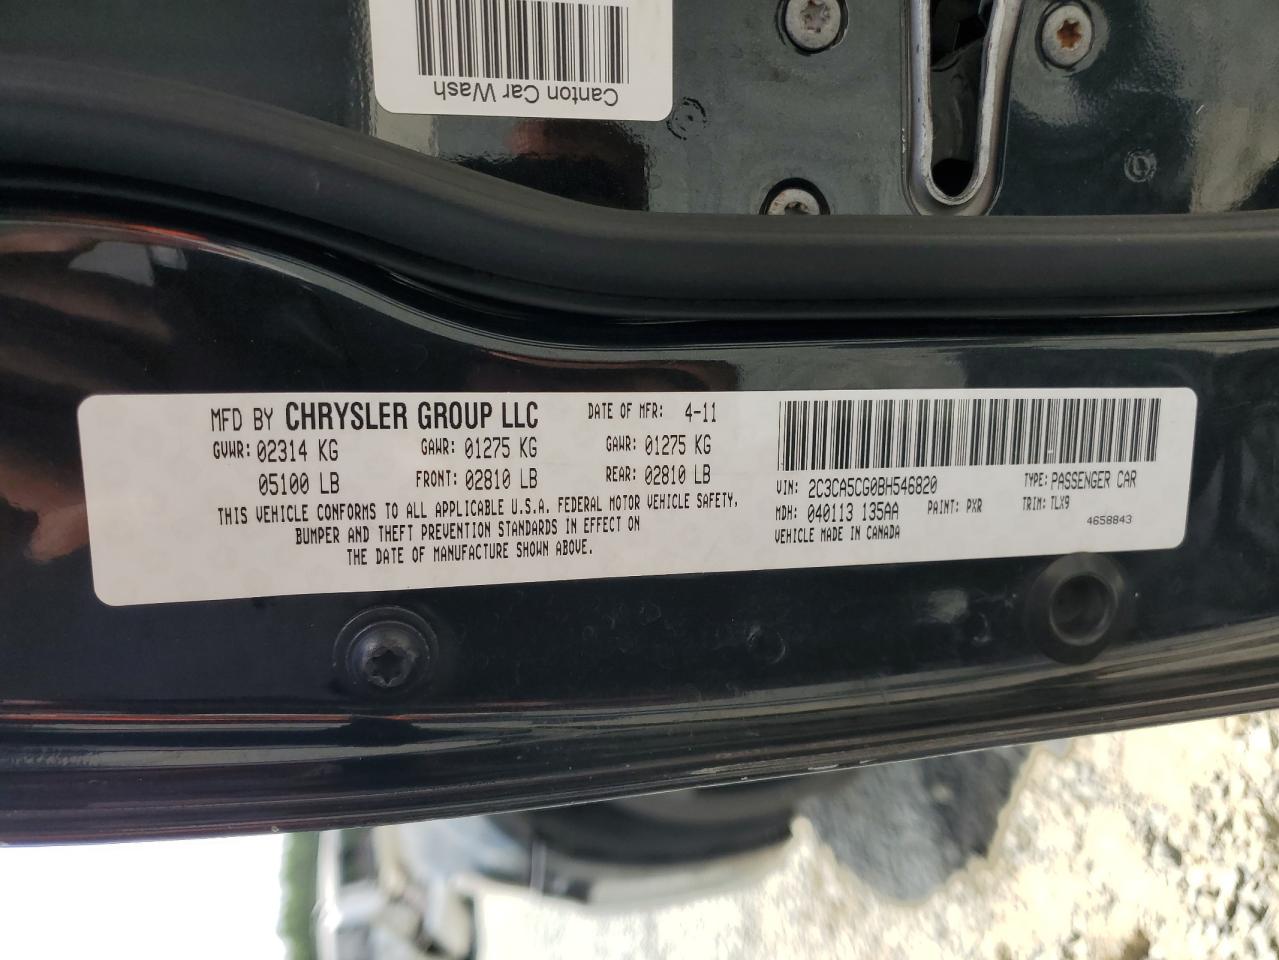 Canton Car Wash
MFD BY CHRYSLER GROUP LLC
DATE OF MFR: 4-11
GVWR: 02314 KG
GAWR: 01275 KG
GAWR: 01275 KG
05100 LB
FRONT: 02810 LB
REAR: 02810 LB
THIS VEHICLE CONFORMS TO ALL APPLICABLE U.S.A. FEDERAL MOTOR VEHICLE SAFETY,
BUMPER AND THEFT PREVENTION STANDARDS IN EFFECT ON
THE DATE OF MANUFACTURE SHOWN ABOVE.
VIN: 2C3CA5CG0BH546820
TYPE: PASSENGER CAR
MDH: 040113 135AA
PAINT: PXR
TRIM: TLX9
VEHICLE MADE IN CANADA
4658843